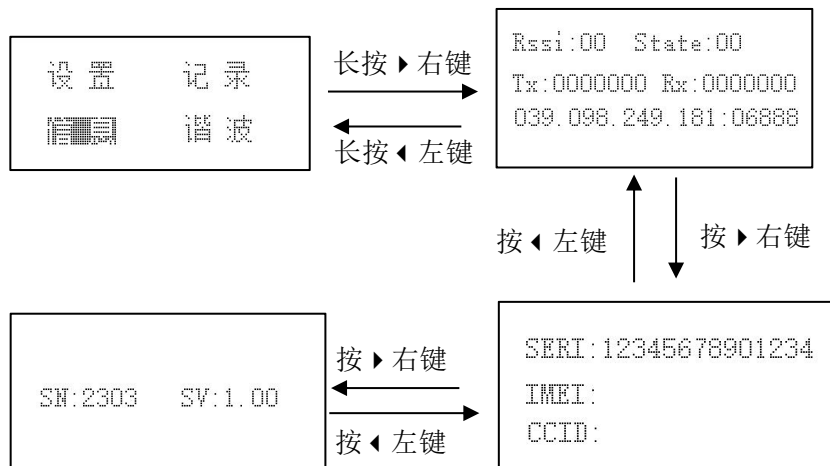 设置 记录
信息 谐波
长按▶右键
长按◀左键
Rssi:00 State:00
Tx:0000000 Rx:0000000
039.098.249.181:06888
按◀左键
按▶右键
SN:2303 SV:1.00
按▶右键
按◀左键
SERI:12345678901234
IMEI:
CCID: